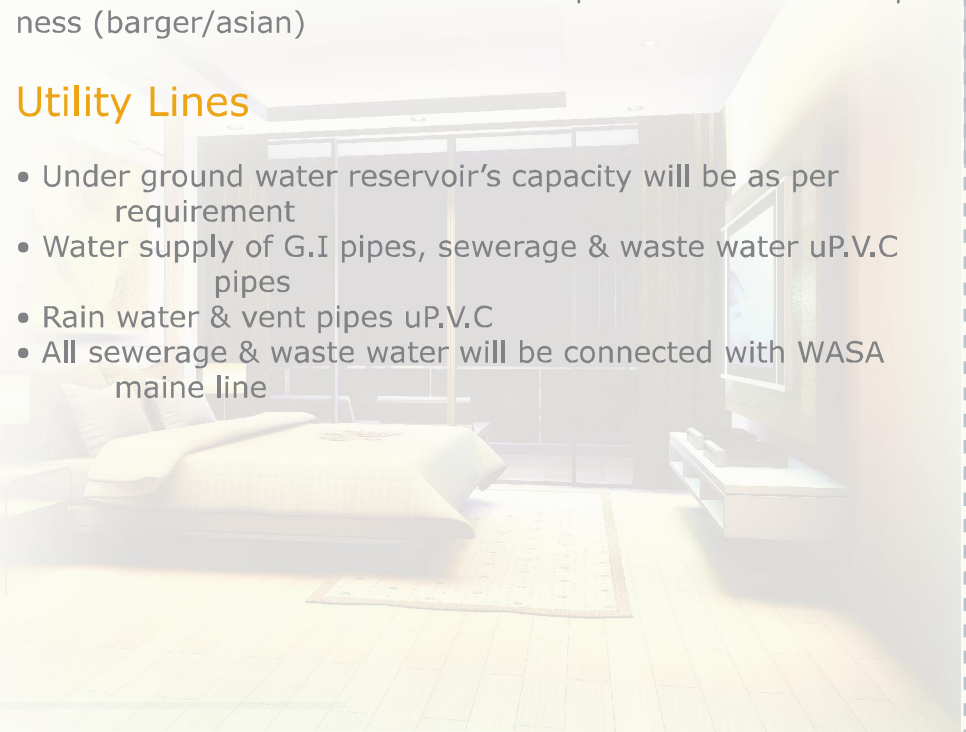 ness (barger/asian)
Utility Lines
• Under ground water reservoir’s capacity will be as per
requirement
• Water supply of G.I pipes, sewerage & waste water uP.V.C
pipes
• Rain water & vent pipes uP.V.C
• All sewerage & waste water will be connected with WASA
maine line